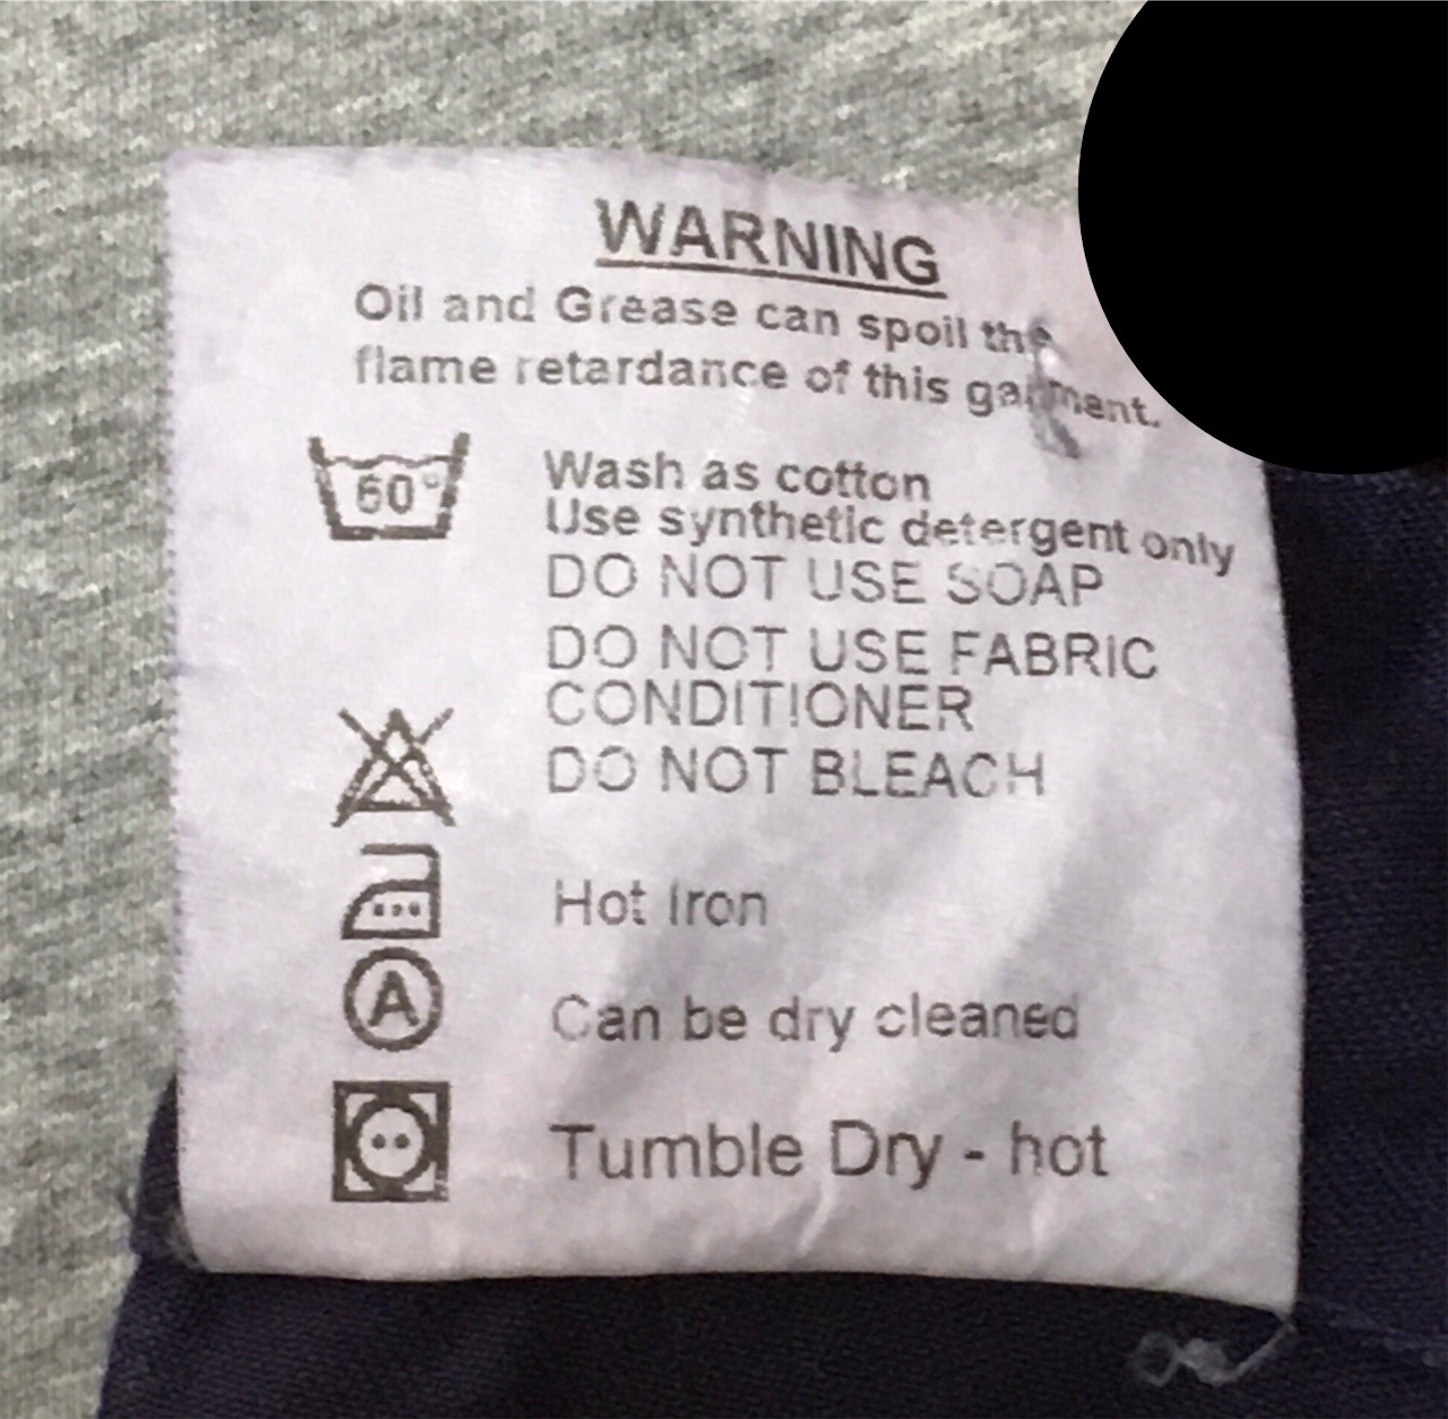 WARNING
Oil and Grease can spoil the
flame retardance of this garment.
60°
Wash as cotton
Use synthetic detergent only
DO NOT USE SOAP
DO NOT USE FABRIC
CONDITIONER
DO NOT BLEACH
Hot Iron
A
Can be dry cleaned
Tumble Dry - hot